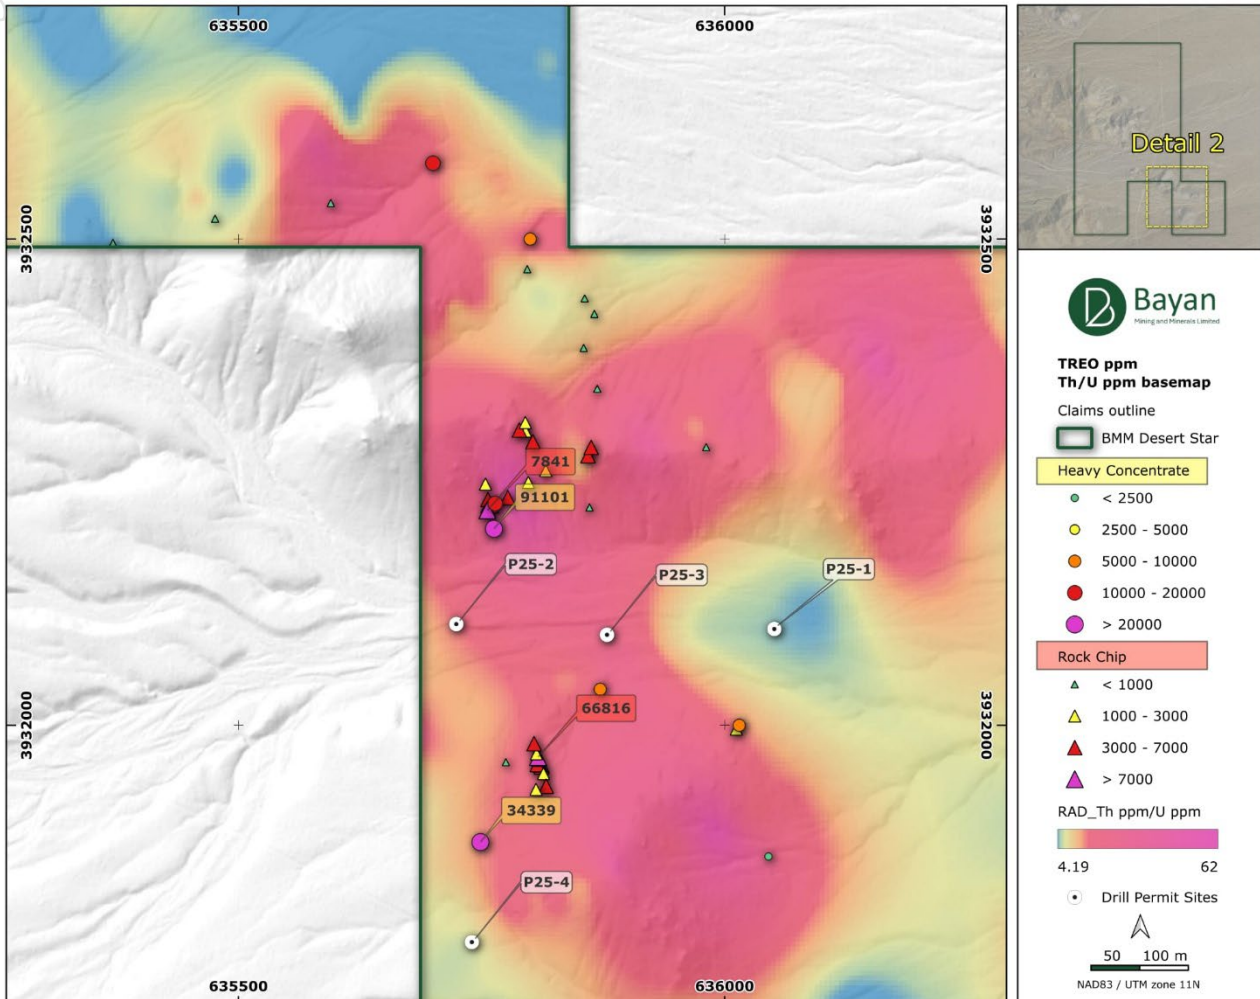 635500
636000
3932500
3932500
7841
91101
P25-2
P25-3
P25-1
3932000
3932000
66816
34339
P25-4
635500
636000
Detail 2
Bayan
Mining and Minerals Limited
TREO ppm
Th/U ppm basemap
Claims outline
BMM Desert Star
Heavy Concentrate
< 2500
2500 - 5000
5000 - 10000
10000 - 20000
> 20000
Rock Chip
< 1000
1000 - 3000
3000 - 7000
> 7000
RAD_Th ppm/U ppm
4.19 62
Drill Permit Sites
50 100 m
NAD83 / UTM zone 11N